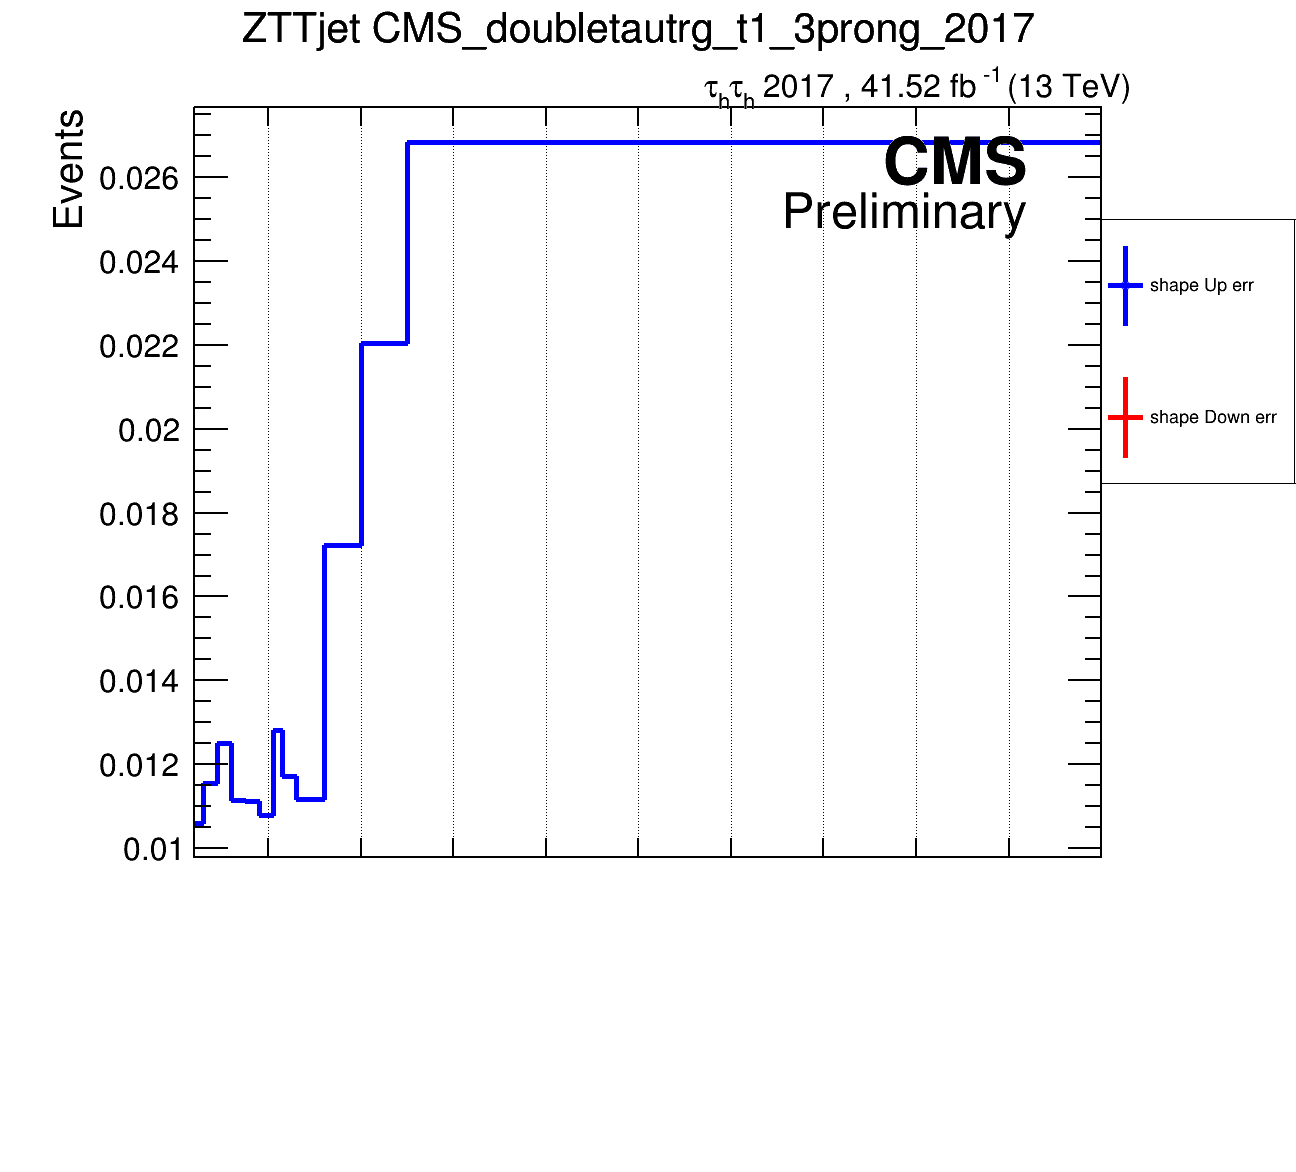 ZTTjet CMS_doubletautrg_t1_3prong_2017
τhτh 2017 , 41.52 fb -1 (13 TeV)
Events
CMS
Preliminary
0.026
0.024
0.022
0.02
0.018
0.016
0.014
0.012
0.01
shape Up err
shape Down err